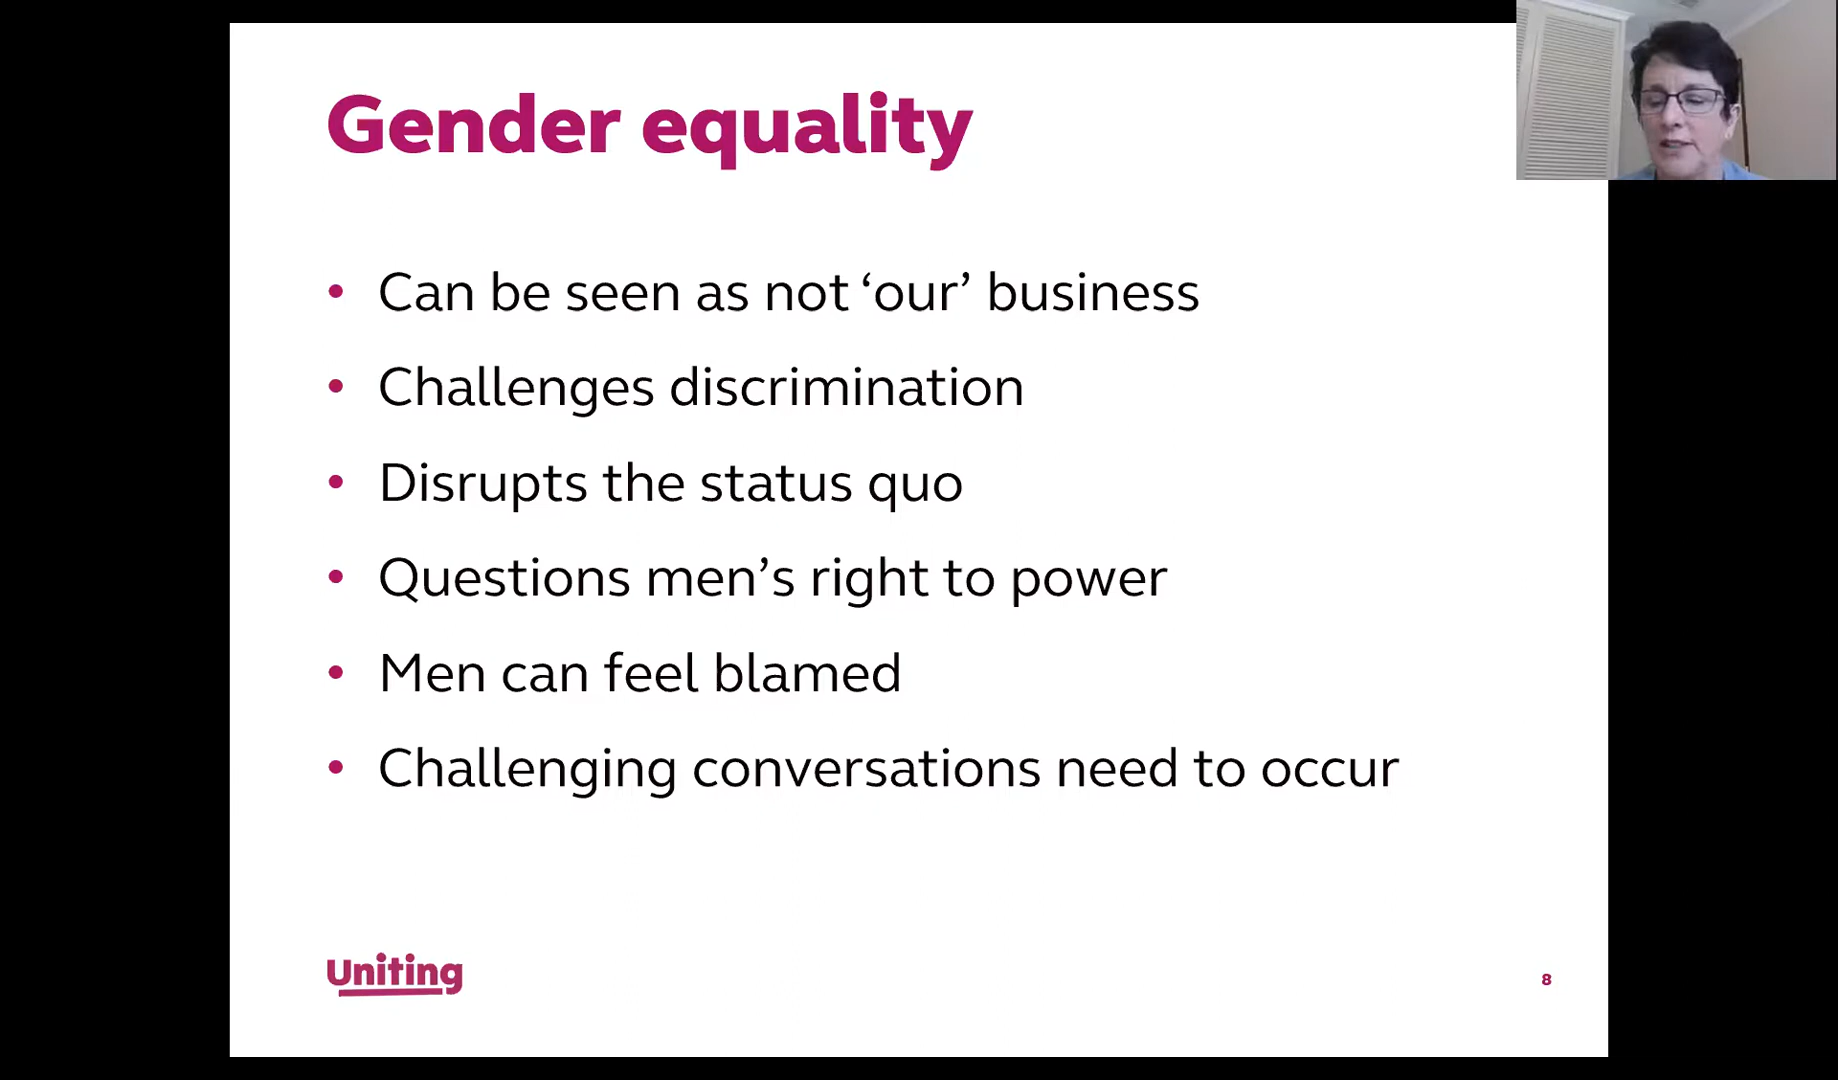 Gender equality
• Can be seen as not ‘our’ business
• Challenges discrimination
• Disrupts the status quo
• Questions men’s right to power
• Men can feel blamed
• Challenging conversations need to occur
Uniting
8